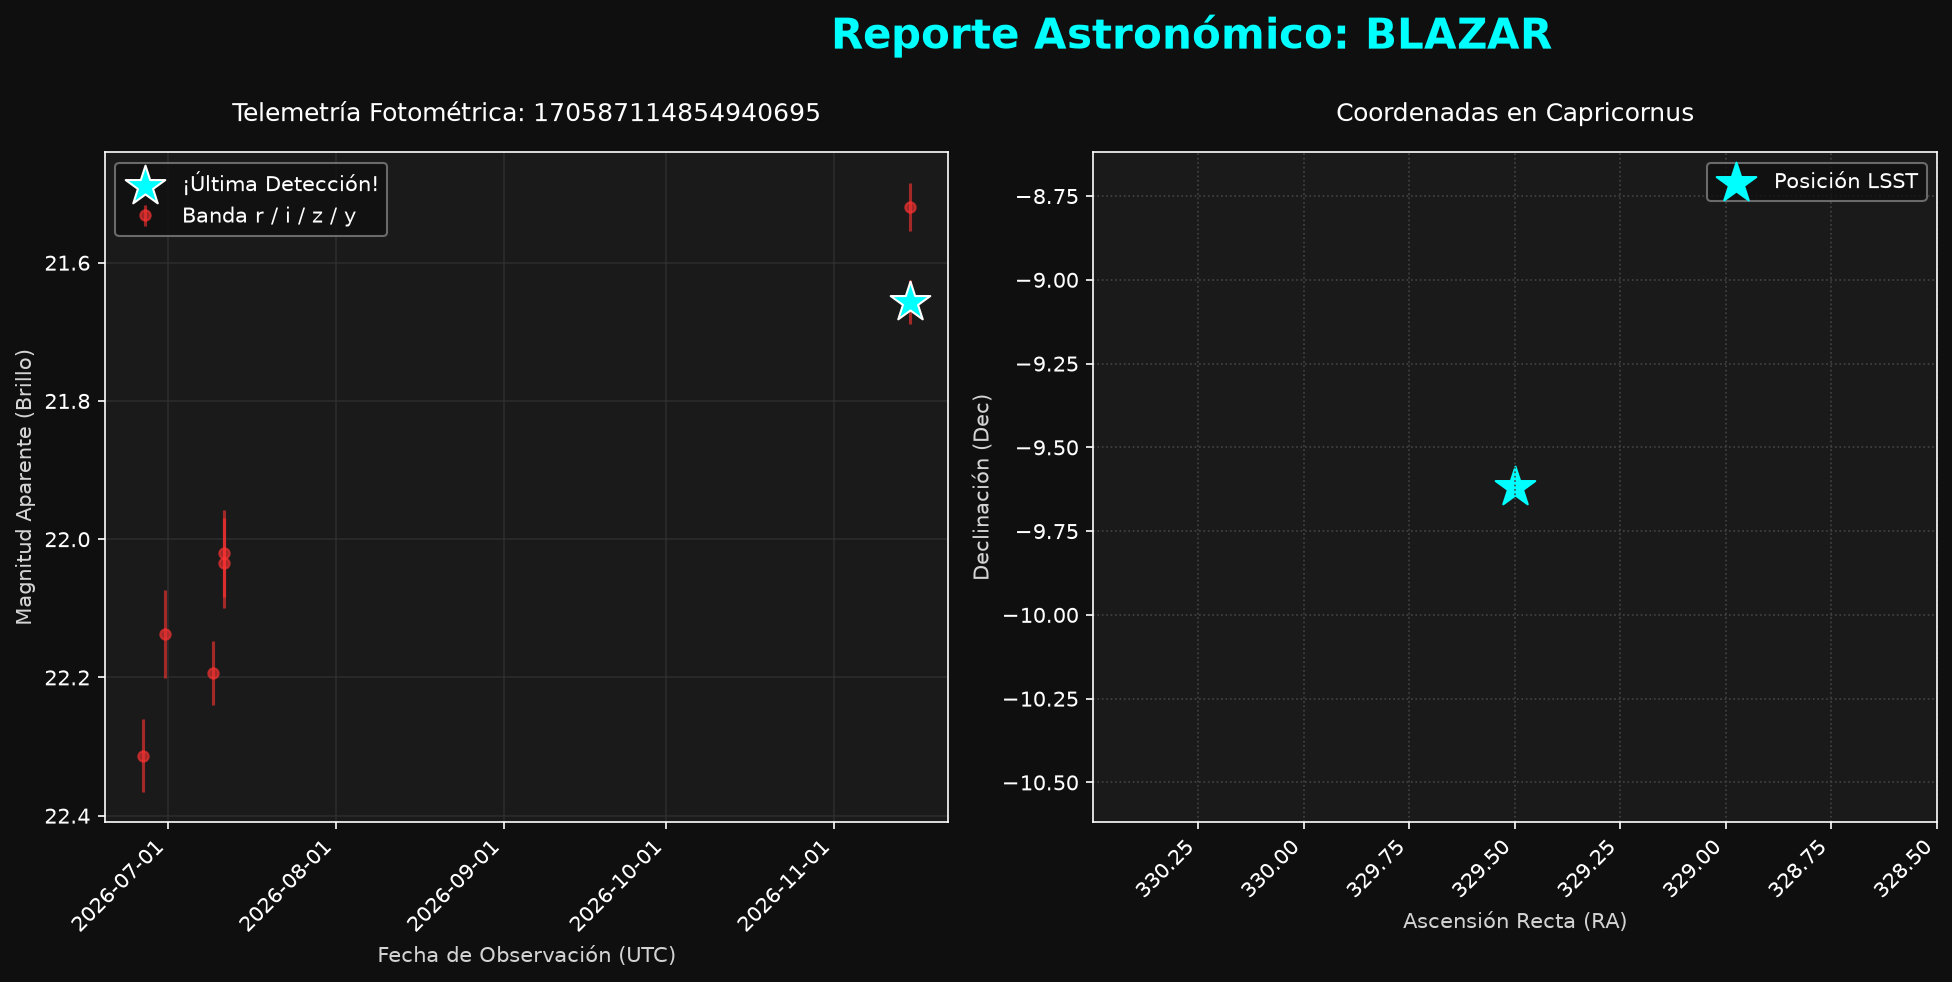 Reporte Astronómico: BLAZAR
Telemetría Fotométrica: 170587114854940695
¡Última Detección!
Banda r / i / z / y
Magnitud Aparente (Brillo)
21.6
21.8
22.0
22.2
22.4
2026-07-01
2026-08-01
2026-09-01
2026-10-01
2026-11-01
Fecha de Observación (UTC)
Coordenadas en Capricornus
Posición LSST
Declinación (Dec)
−8.75
−9.00
−9.25
−9.50
−9.75
−10.00
−10.25
−10.50
330.25
330.00
329.75
329.50
329.25
329.00
328.75
328.50
Ascensión Recta (RA)